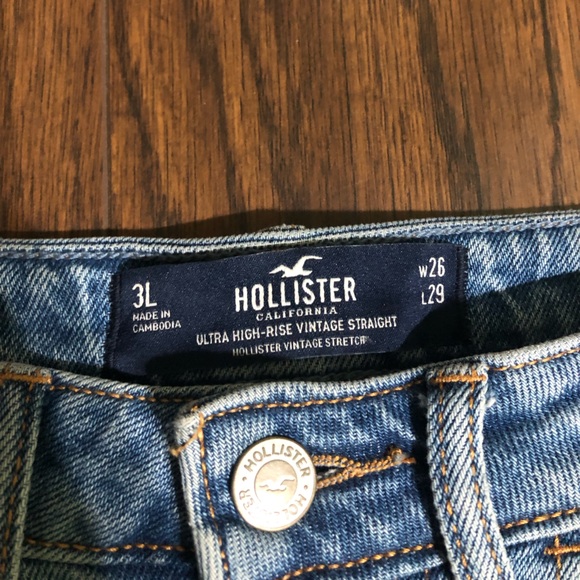 3L
MADE IN
CAMBODIA
HOLLISTER
CALIFORNIA
ULTRA HIGH-RISE VINTAGE STRAIGHT
HOLLISTER VINTAGE STRETCH
W26
L29
HOLLISTER